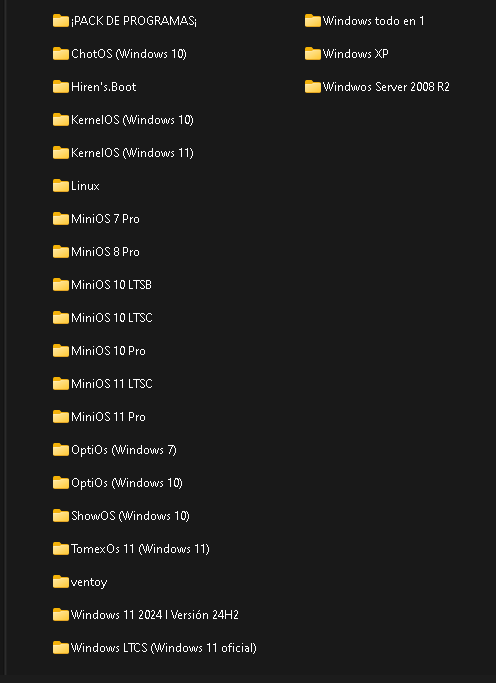 ¡PACK DE PROGRAMAS¡
ChotOS (Windows 10)
Hiren's.Boot
KernelOS (Windows 10)
KernelOS (Windows 11)
Linux
MiniOS 7 Pro
MiniOS 8 Pro
MiniOS 10 LTSB
MiniOS 10 LTSC
MiniOS 10 Pro
MiniOS 11 LTSC
MiniOS 11 Pro
OptiOs (Windows 7)
OptiOs (Windows 10)
ShowOS (Windows 10)
TomexOs 11 (Windows 11)
ventoy
Windows 11 2024 l Versión 24H2
Windows LTCS (Windows 11 oficial)
Windows todo en 1
Windows XP
Windwos Server 2008 R2